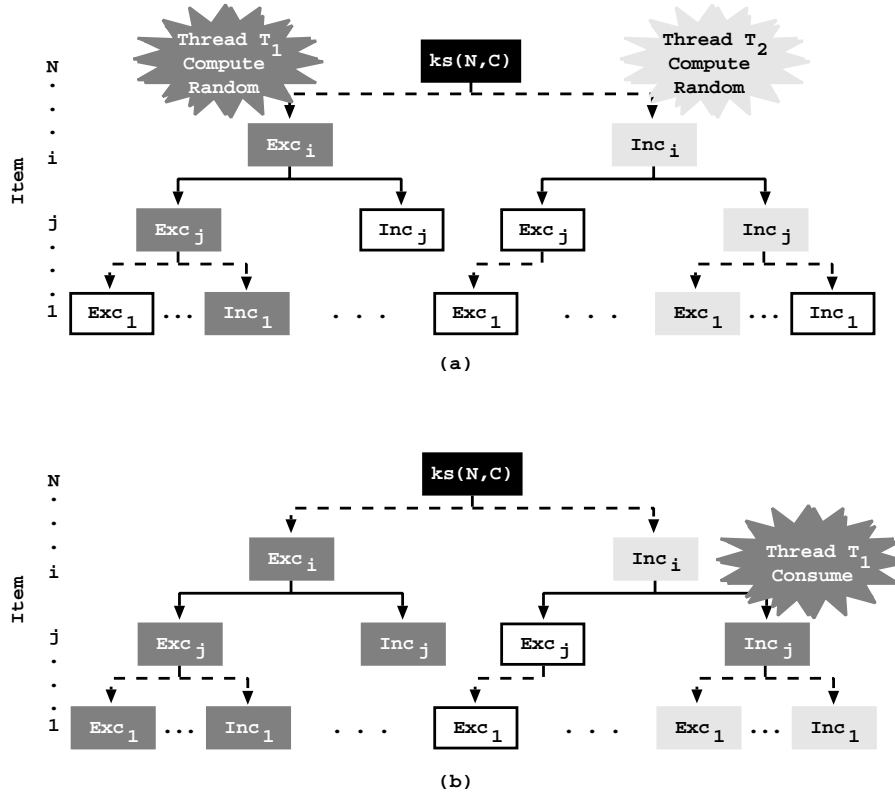 Thread T1
Compute
Random
ks(N,C)
Thread T2
Compute
Random
Item
N
.
.
.
i
j
.
.
.
1
Exci Inci
Excj Incj Excj Incj
Exc1 ... Inc1 . . . Exc1 . . . Exc1 ... Inc1
(a)
ks(N,C)
Item
N
.
.
.
i
j
.
.
.
1
Exci Inci
Thread T1
Consume
Excj Incj Excj Incj
Exc1 ... Inc1 . . . Exc1 . . . Exc1 ... Inc1
(b)